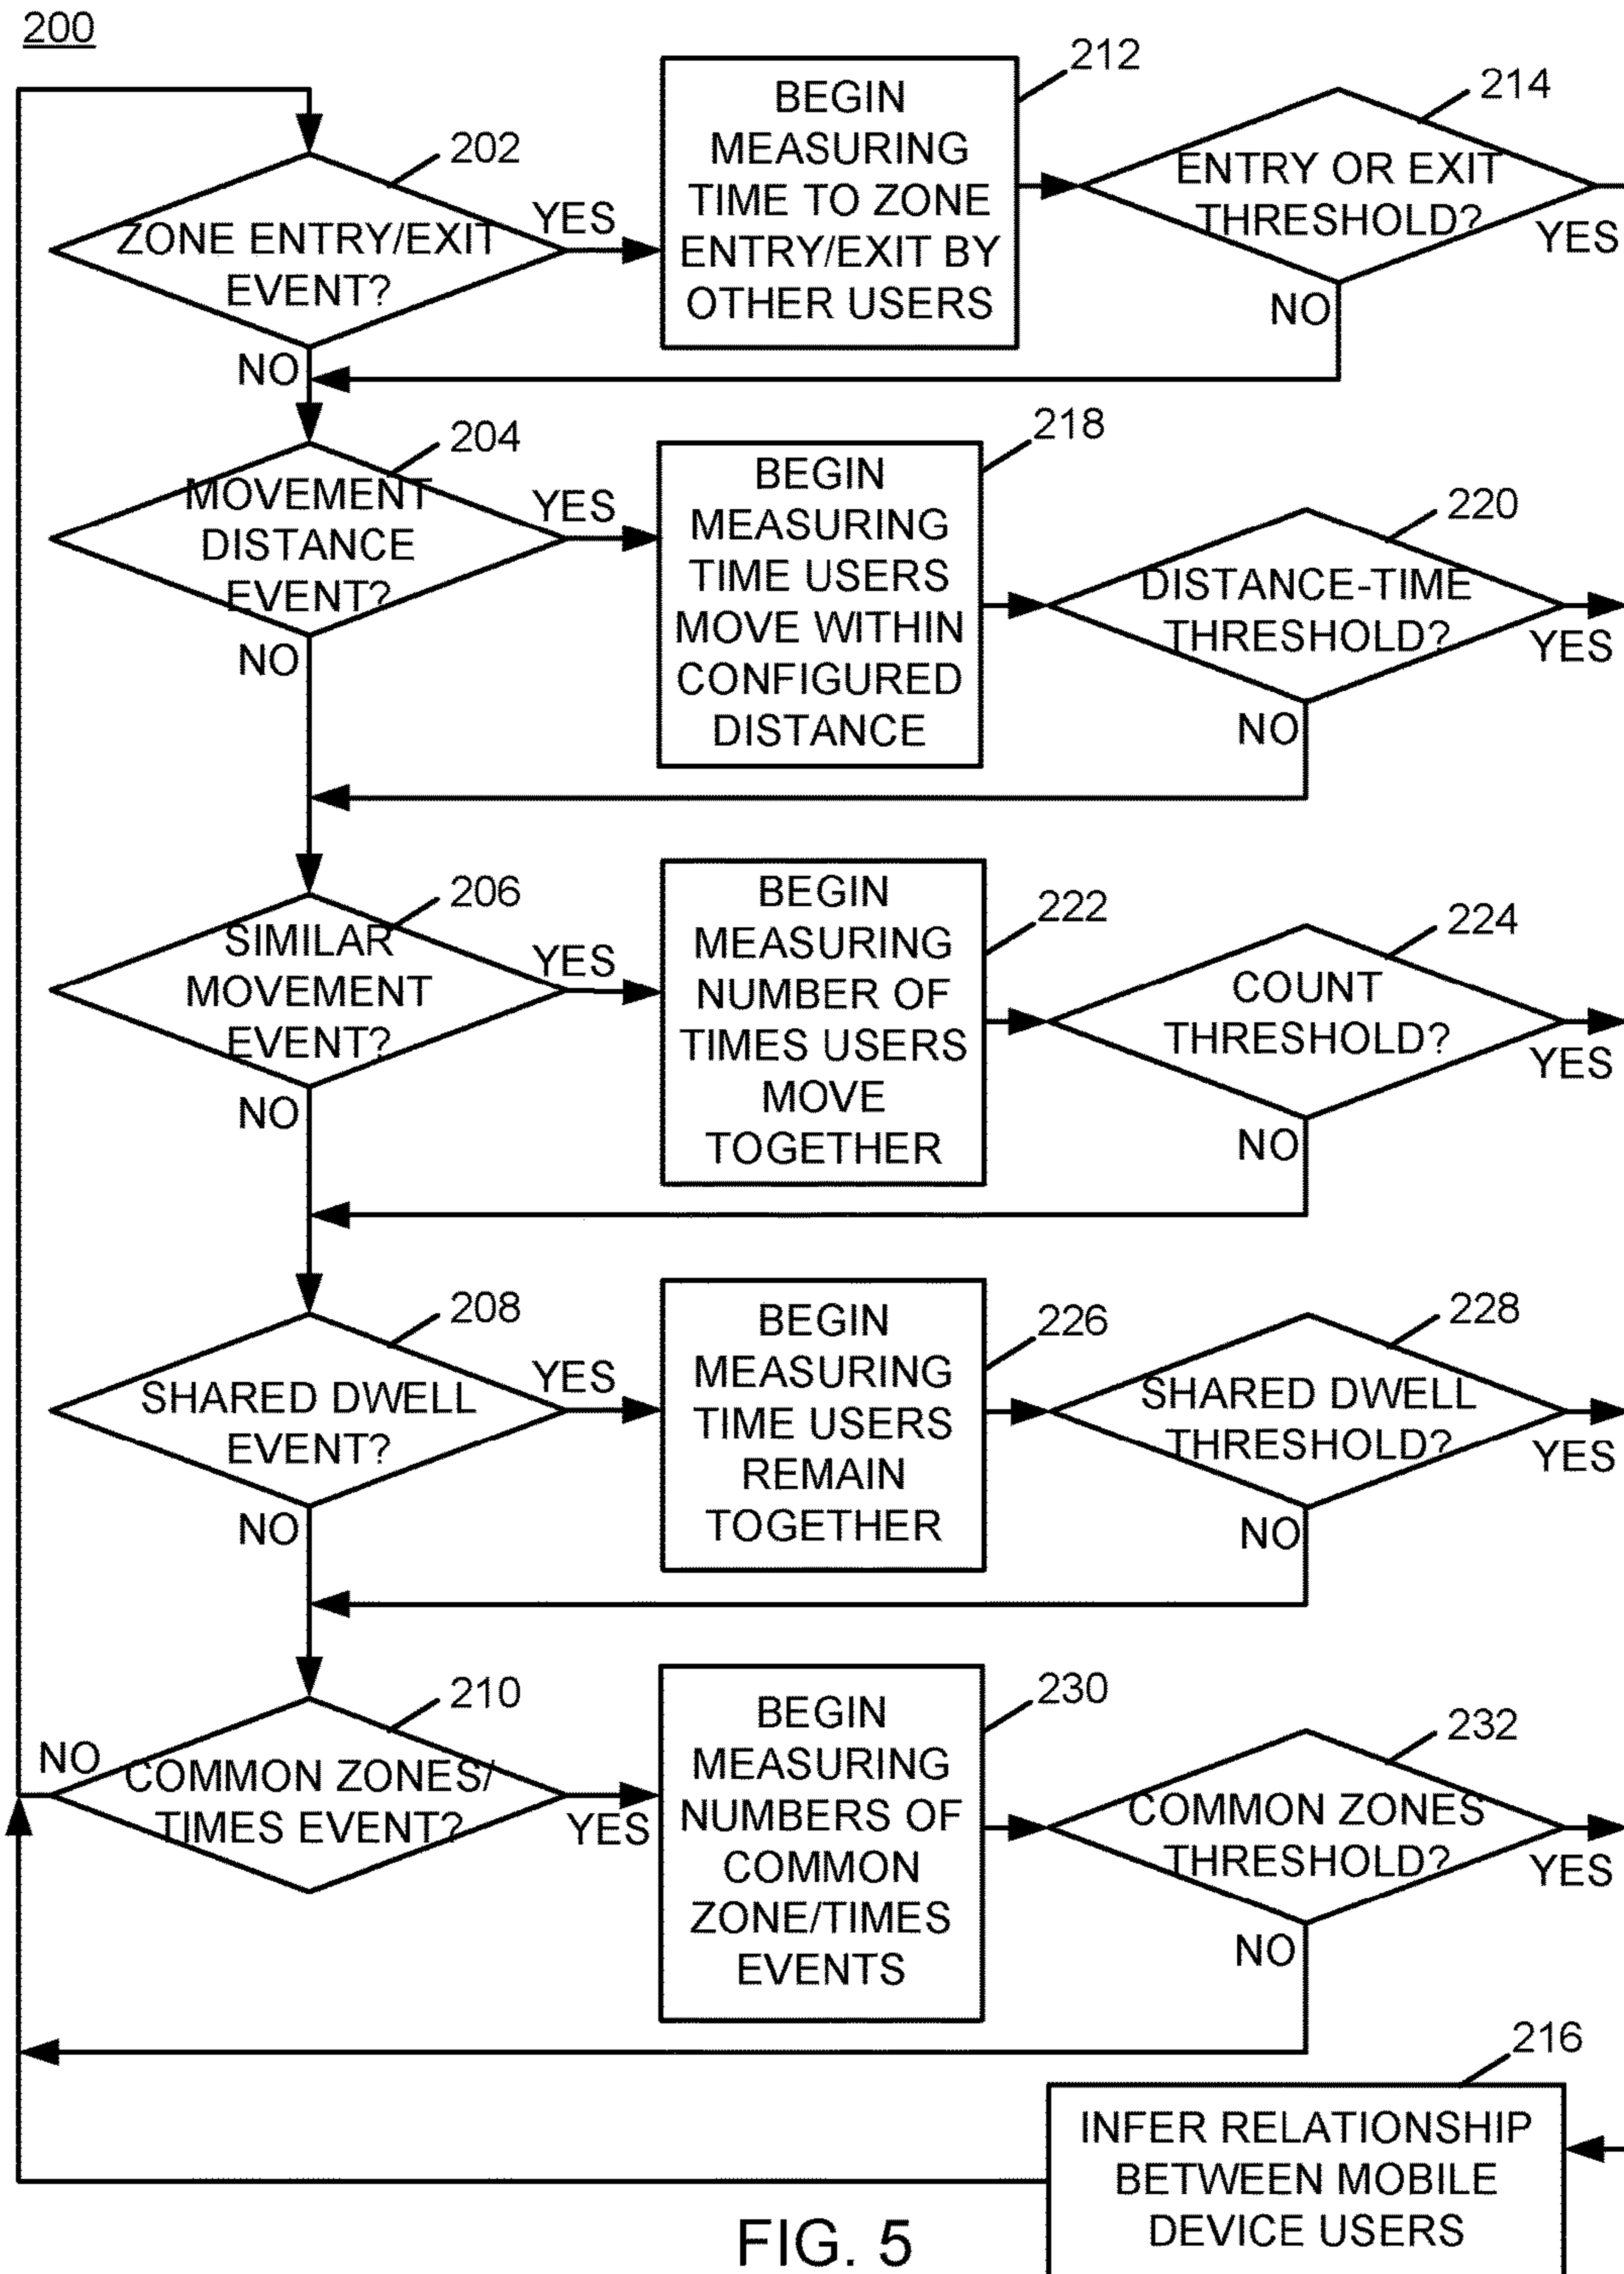 200
202
ZONE ENTRY/EXIT
EVENT?
YES
NO
212
BEGIN
MEASURING
TIME TO ZONE
ENTRY/EXIT BY
OTHER USERS
214
ENTRY OR EXIT
THRESHOLD?
YES
NO
204
MOVEMENT
DISTANCE
EVENT?
YES
NO
218
BEGIN
MEASURING
TIME USERS
MOVE WITHIN
CONFIGURED
DISTANCE
220
DISTANCE-TIME
THRESHOLD?
YES
NO
206
SIMILAR
MOVEMENT
EVENT?
YES
NO
222
BEGIN
MEASURING
NUMBER OF
TIMES USERS
MOVE
TOGETHER
224
COUNT
THRESHOLD?
YES
NO
208
SHARED DWELL
EVENT?
YES
NO
226
BEGIN
MEASURING
TIME USERS
REMAIN
TOGETHER
228
SHARED DWELL
THRESHOLD?
YES
NO
210
COMMON ZONES/
TIMES EVENT?
NO
YES
230
BEGIN
MEASURING
NUMBERS OF
COMMON
ZONE/TIMES
EVENTS
232
COMMON ZONES
THRESHOLD?
YES
NO
216
INFER RELATIONSHIP
BETWEEN MOBILE
DEVICE USERS
FIG. 5